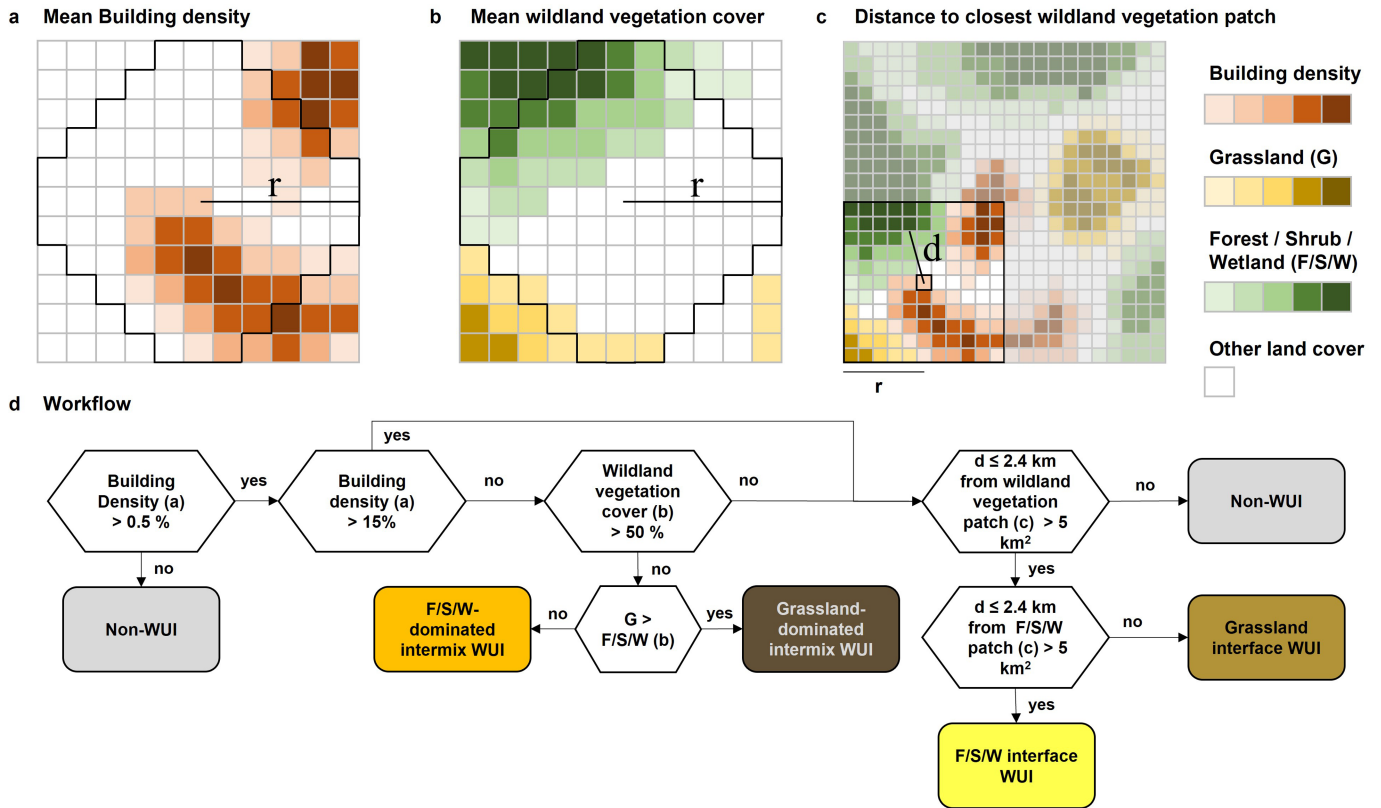 a Mean Building density
r
b Mean wildland vegetation cover
r
c Distance to closest wildland vegetation patch
d
r
Building density
Grassland (G)
Forest / Shrub /
Wetland (F/S/W)
Other land cover
d Workflow
Building
Density (a)
> 0.5 %
yes
no
Non-WUI
Building
density (a)
> 15%
yes
no
Wildland
vegetation
cover (b)
> 50 %
no
no
G >
F/S/W (b)
no
F/S/W-
dominated
intermix WUI
yes
Grassland-
dominated
intermix WUI
d ≤ 2.4 km
from wildland
vegetation
patch (c) > 5
km²
no
Non-WUI
yes
d ≤ 2.4 km
from F/S/W
patch (c) > 5
km²
no
Grassland
interface WUI
yes
F/S/W interface
WUI